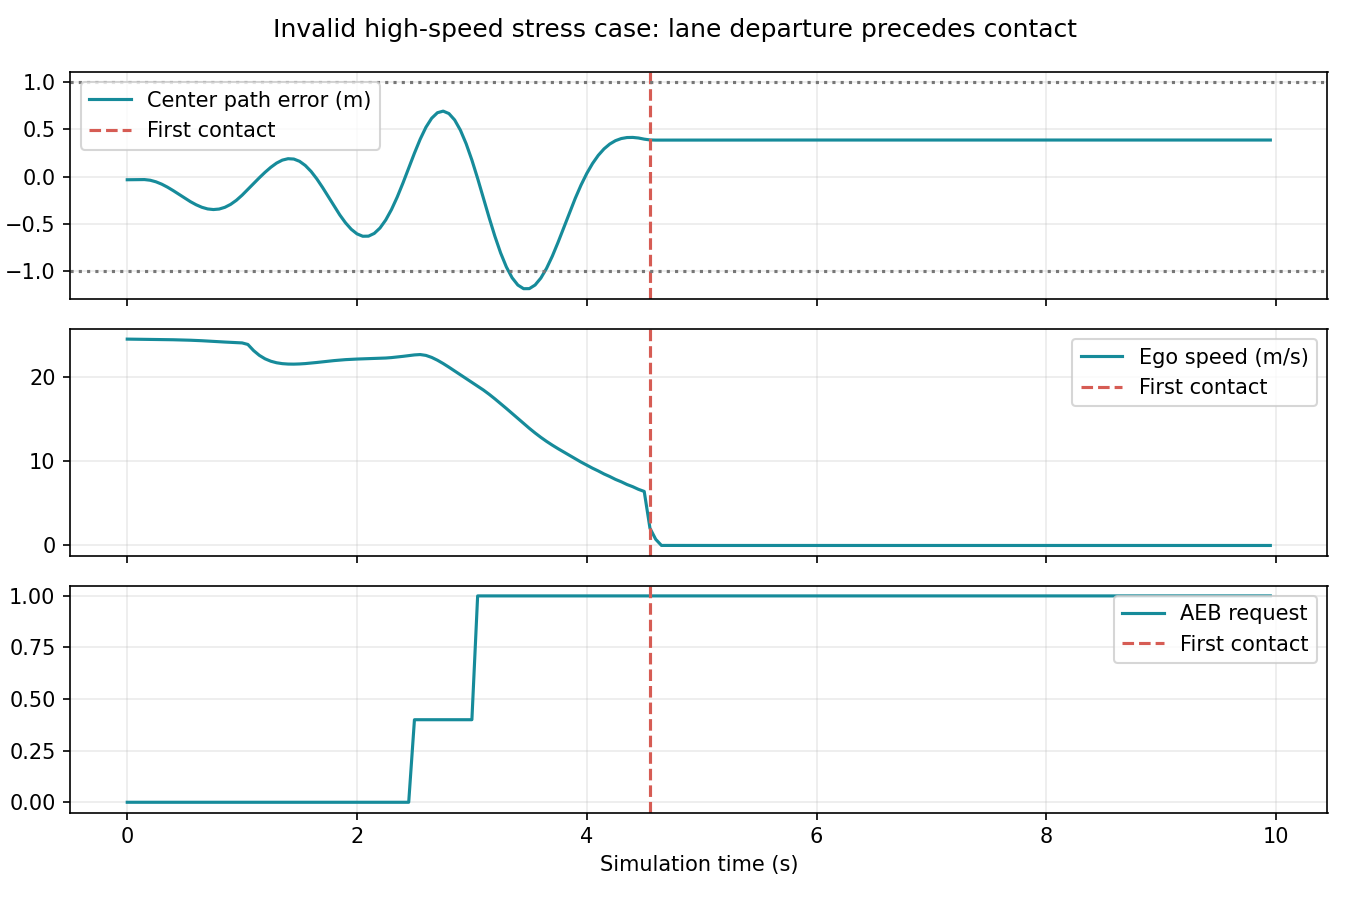 Invalid high-speed stress case: lane departure precedes contact
1.0
0.5
0.0
−0.5
−1.0
Center path error (m)
First contact
20
10
0
Ego speed (m/s)
First contact
1.00
0.75
0.50
0.25
0.00
AEB request
First contact
0 2 4 6 8 10
Simulation time (s)